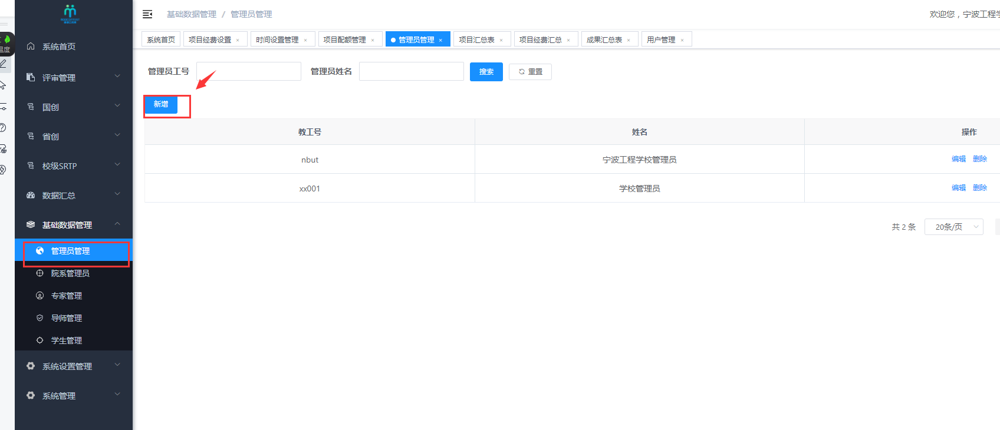 基础数据管理 / 管理员管理
欢迎您，宁波工程学
系统首页 项目经费设置 × 时间设置管理 × 项目配额管理 × 管理员管理 × 项目汇总表 × 项目经费汇总 × 成果汇总表 × 用户管理 ×
温度
系统首页
评审管理
国创
省创
校级SRTP
数据汇总
基础数据管理
管理员管理
院系管理员
专家管理
导师管理
学生管理
系统设置管理
系统管理
管理员工号 管理员姓名 搜索 重置
新增
教工号 姓名 操作
nbut 宁波工程学校管理员 编辑 删除
xx001 学校管理员 编辑 删除
共 2 条 20条/页